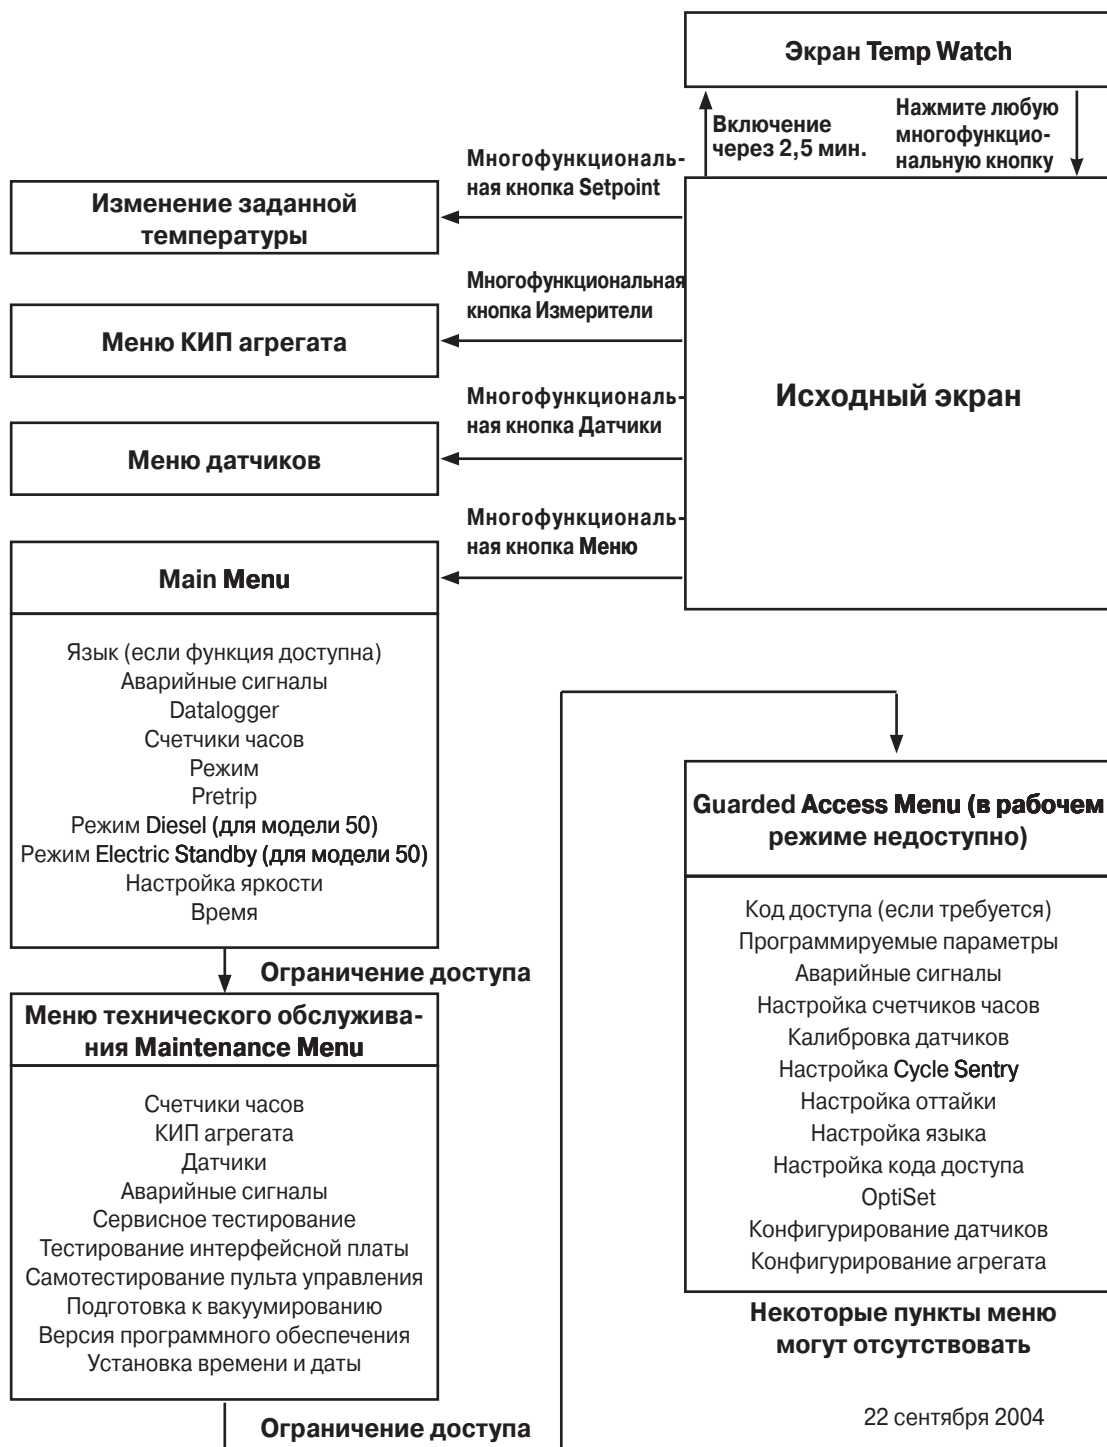 Экран Temp Watch
Включение
через 2,5 мин.
Нажмите любую
многофункцио-
нальную кнопку
Многофункциональ-
ная кнопка Setpoint
Изменение заданной
температуры
Многофункциональная
кнопка Измерители
Меню КИП агрегата
Исходный экран
Многофункциональ-
ная кнопка Датчики
Меню датчиков
Многофункциональ-
ная кнопка Меню
Main Menu
Язык (если функция доступна)
Аварийные сигналы
Datalogger
Счетчики часов
Режим
Pretrip
Режим Diesel (для модели 50)
Режим Electric Standby (для модели 50)
Настройка яркости
Время
Ограничение доступа
Меню технического обслужива-
ния Maintenance Menu
Счетчики часов
КИП агрегата
Датчики
Аварийные сигналы
Сервисное тестирование
Тестирование интерфейсной платы
Самотестирование пульта управления
Подготовка к вакуумированию
Версия программного обеспечения
Установка времени и даты
Ограничение доступа
Guarded Access Menu (в рабочем
режиме недоступно)
Код доступа (если требуется)
Программируемые параметры
Аварийные сигналы
Настройка счетчиков часов
Калибровка датчиков
Настройка Cycle Sentry
Настройка оттайки
Настройка языка
Настройка кода доступа
OptiSet
Конфигурирование датчиков
Конфигурирование агрегата
Некоторые пункты меню
могут отсутствовать
22 сентября 2004